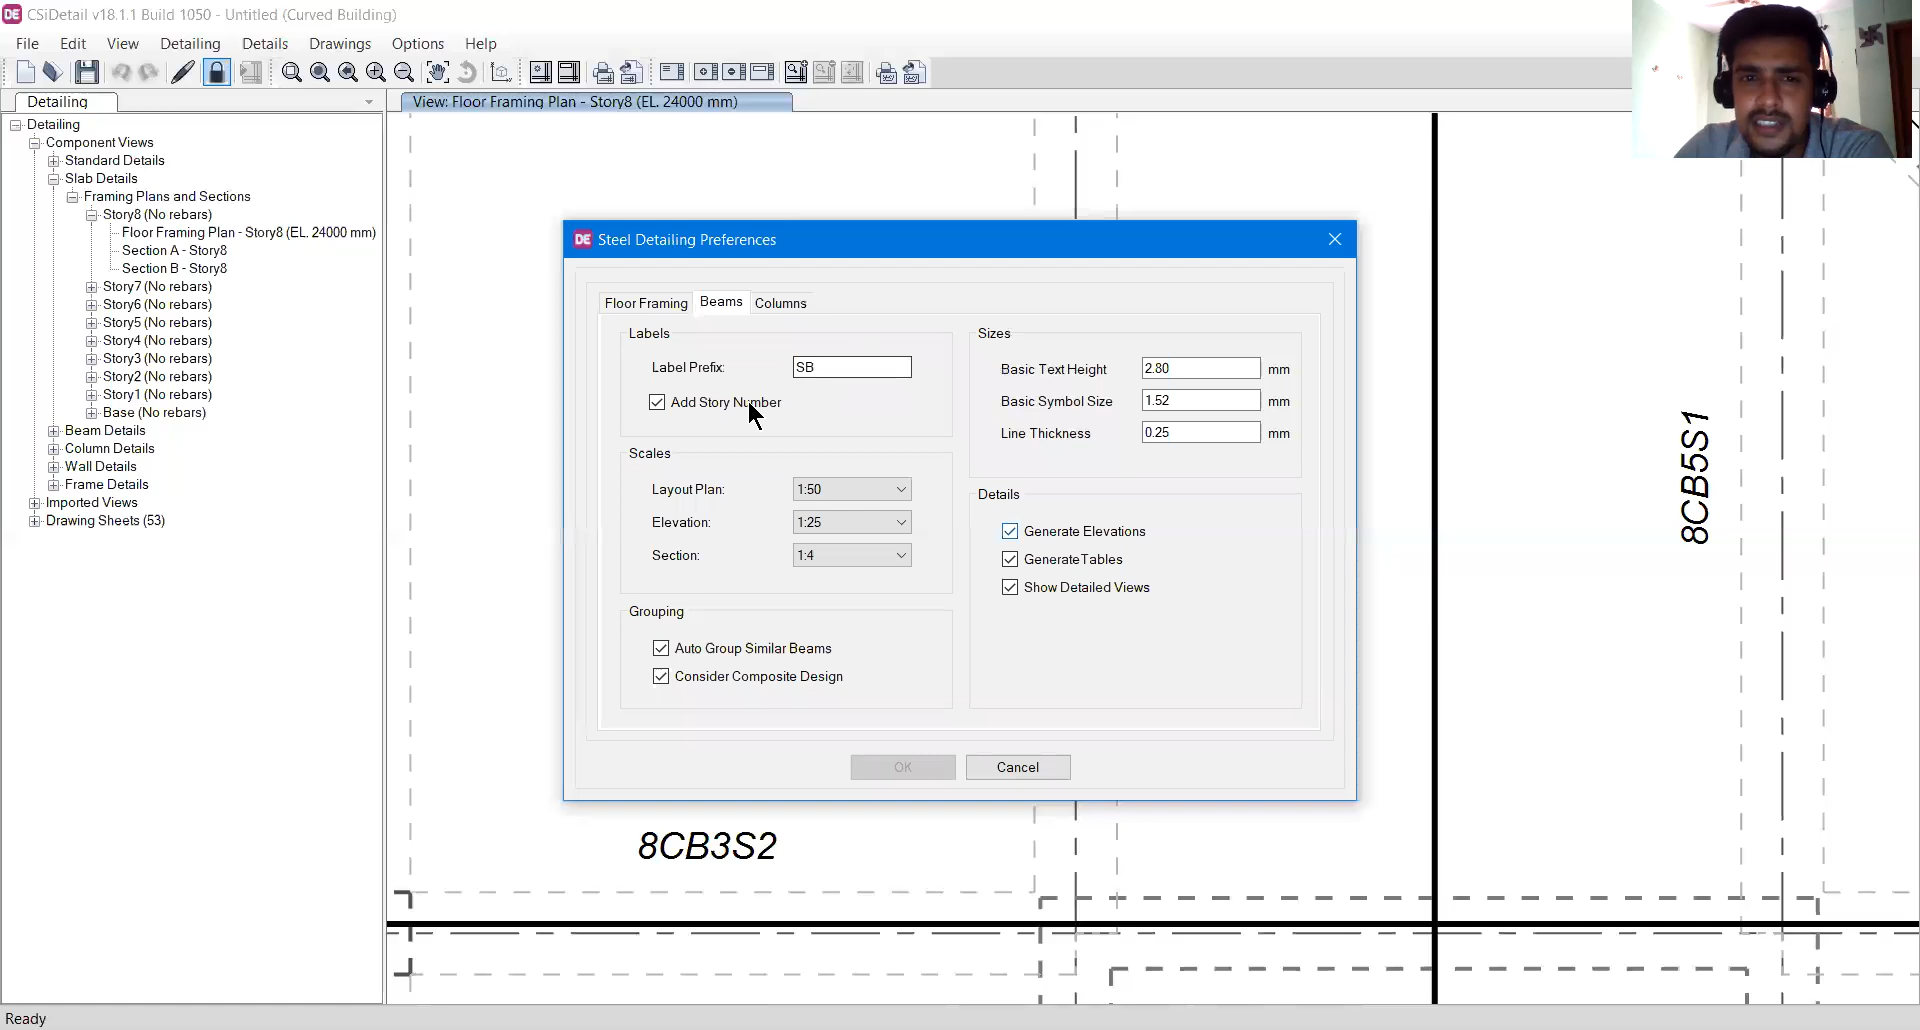 DE CSiDetail v18.1.1 Build 1050 - Untitled (Curved Building)
File Edit View Detailing Details Drawings Options Help
Detailing
View: Floor Framing Plan - Story8 (EL. 24000 mm)
Detailing
Component Views
Standard Details
Slab Details
Framing Plans and Sections
Story8 (No rebars)
Floor Framing Plan - Story8 (EL. 24000 mm)
Section A - Story8
Section B - Story8
Story7 (No rebars)
Story6 (No rebars)
Story5 (No rebars)
Story4 (No rebars)
Story3 (No rebars)
Story2 (No rebars)
Story1 (No rebars)
Base (No rebars)
Beam Details
Column Details
Wall Details
Frame Details
Imported Views
Drawing Sheets (53)
DE Steel Detailing Preferences
Floor Framing Beams Columns
Labels
Label Prefix: SB
Add Story Number
Scales
Layout Plan: 1:50
Elevation: 1:25
Section: 1:4
Grouping
Auto Group Similar Beams
Consider Composite Design
Sizes
Basic Text Height 2.80 mm
Basic Symbol Size 1.52 mm
Line Thickness 0.25 mm
Details
Generate Elevations
GenerateTables
Show Detailed Views
OK Cancel
8CB5S1
8CB3S2
Ready